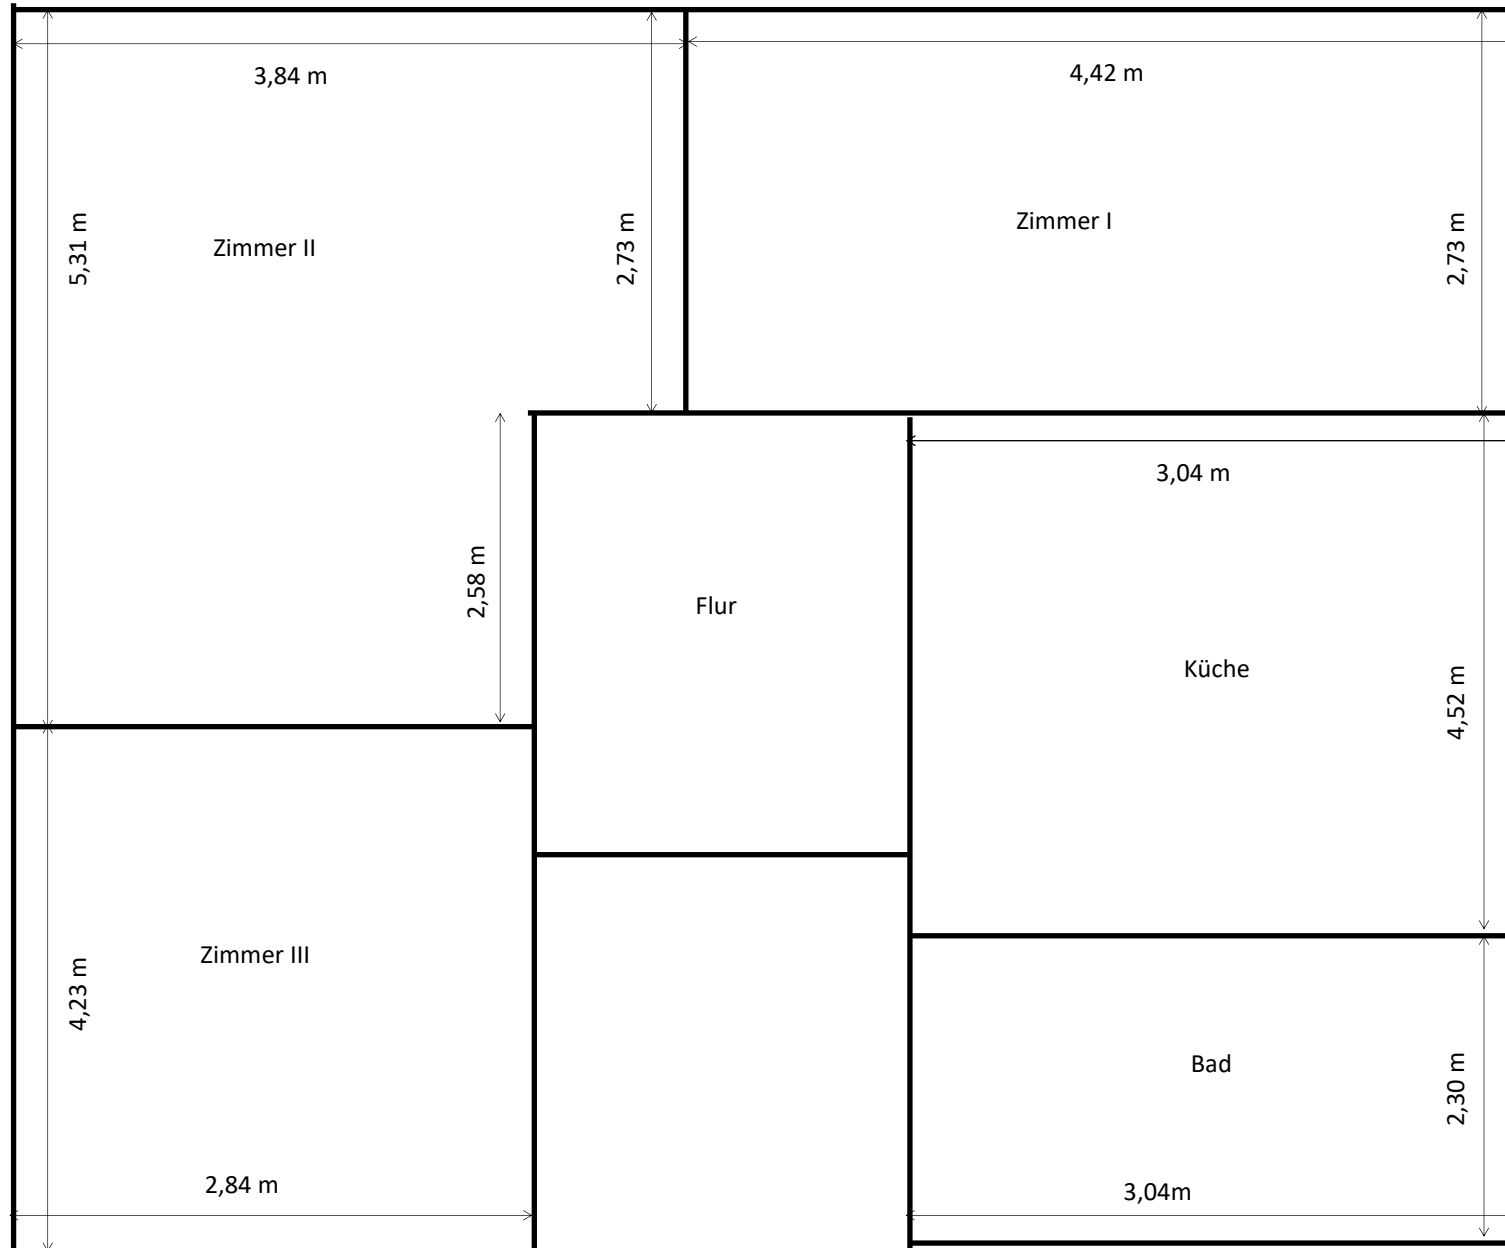 3,84 m
4,42 m
5,31 m
Zimmer II
2,73 m
Zimmer I
2,73 m
3,04 m
2,58 m
Flur
Küche
4,52 m
Zimmer III
4,23 m
Bad
2,30 m
2,84 m
3,04m